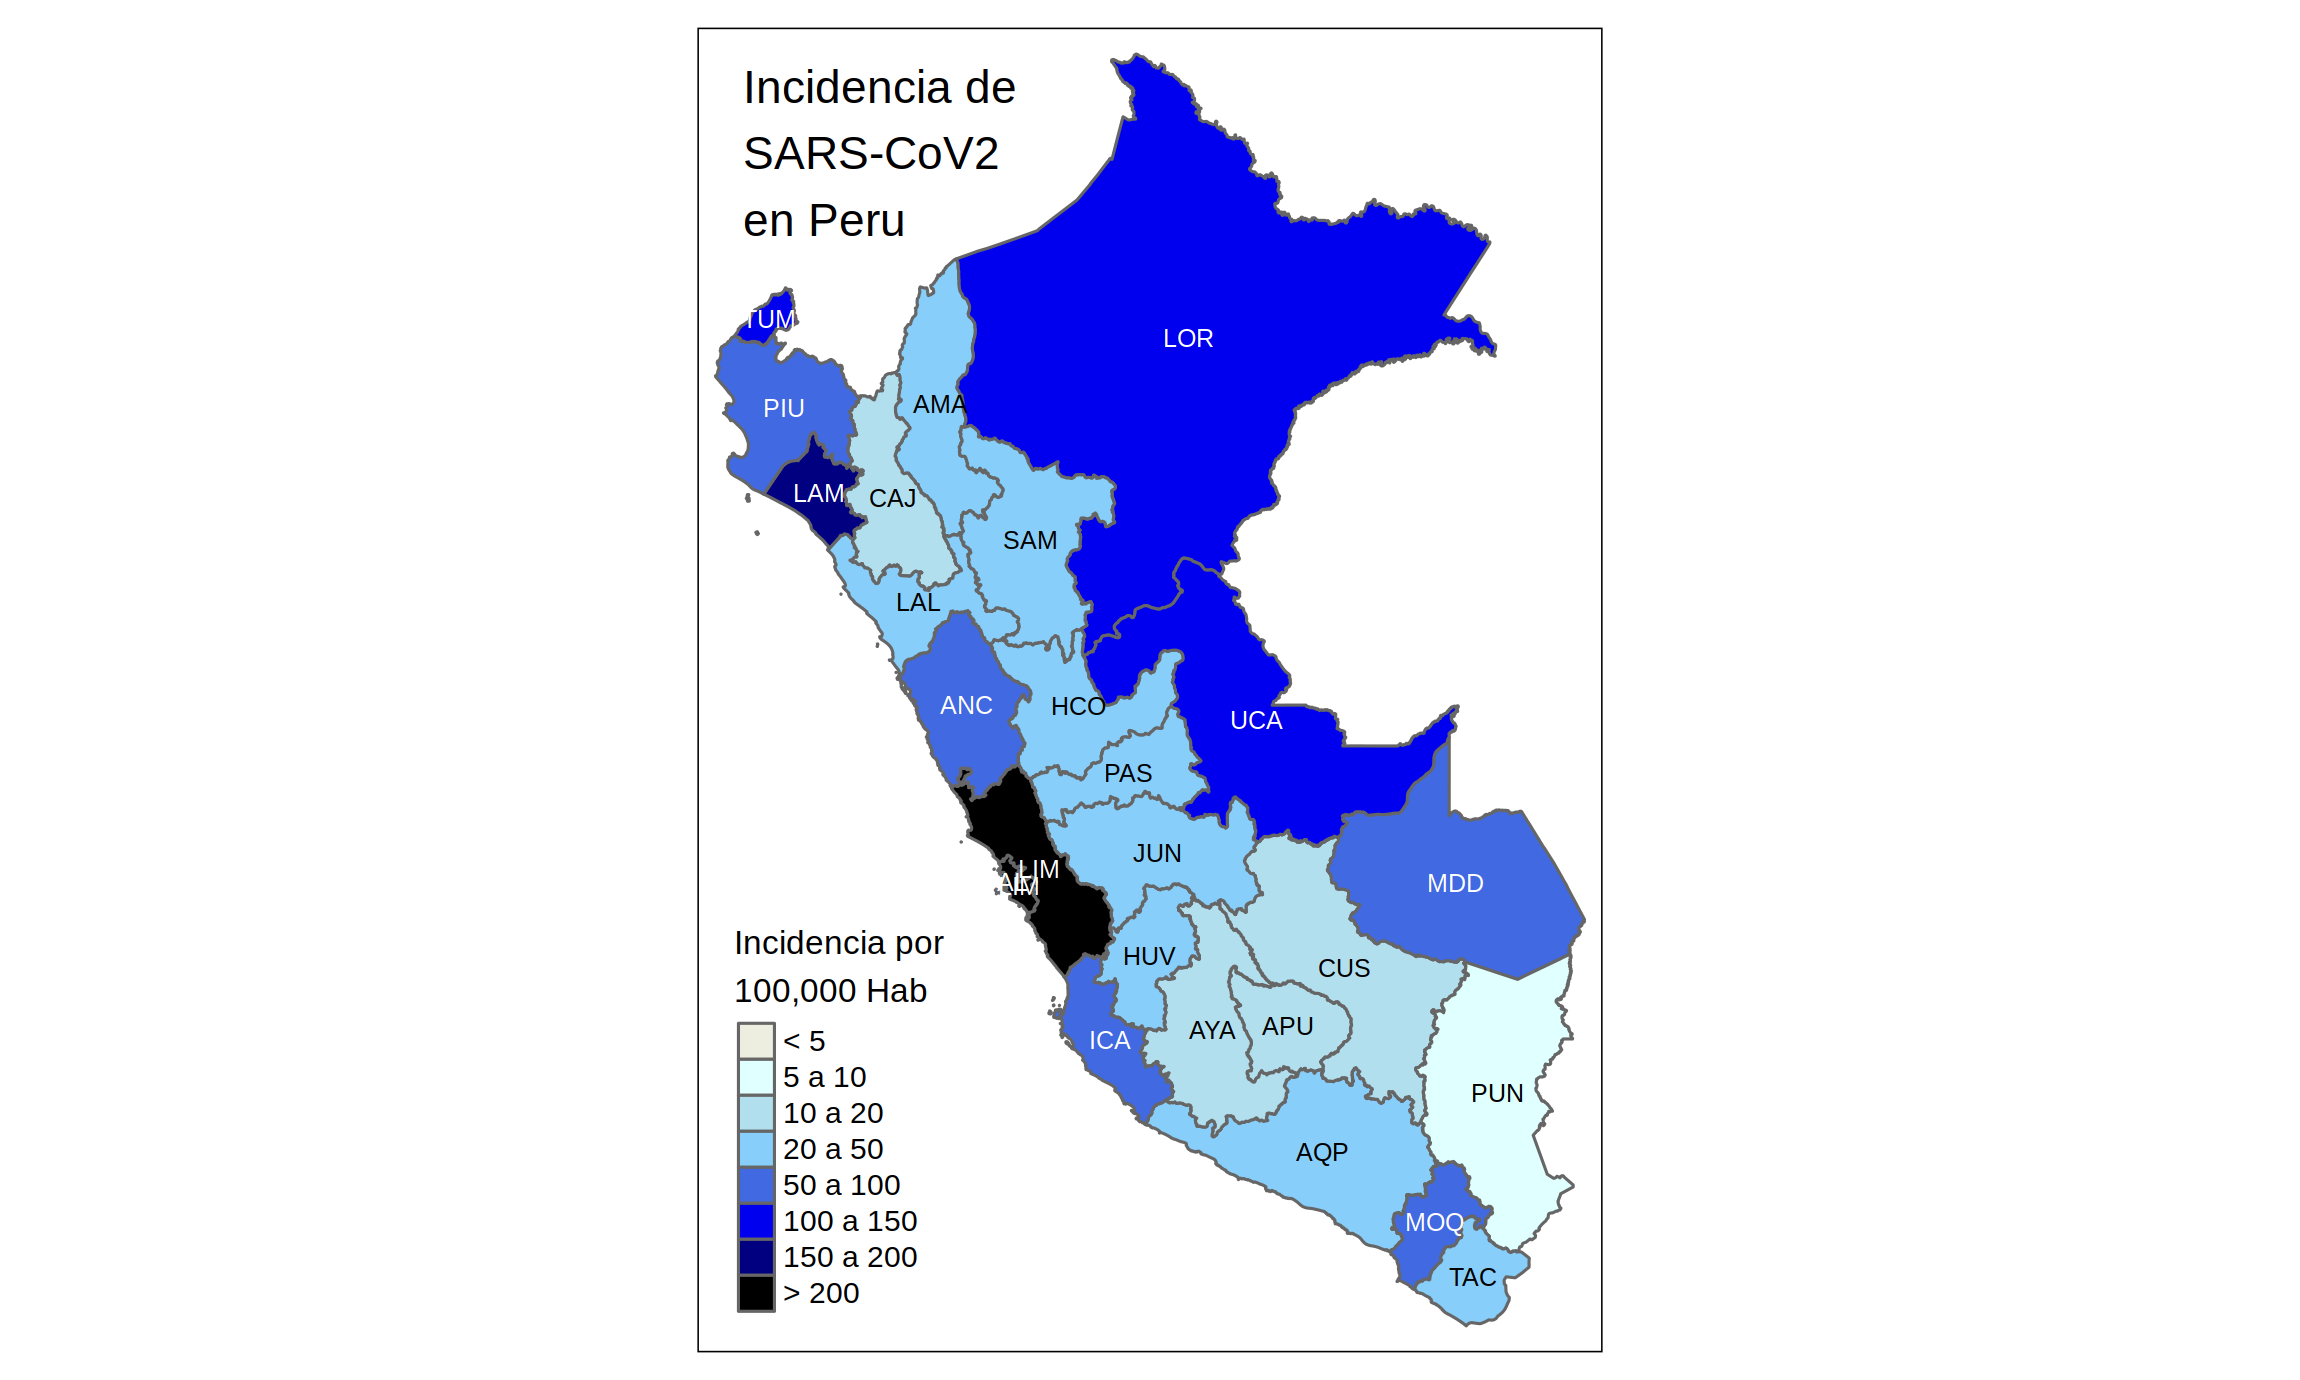 Incidencia de
SARS-CoV2
en Peru
TUM
LOR
PIU
AMA
LAM
CAJ
SAM
LAL
ANC
HCO
UCA
PAS
JUN
LIM
MDD
HUV
CUS
ICA
AYA
APU
PUN
AQP
MOQ
TAC
Incidencia por
100,000 Hab
< 5
5 a 10
10 a 20
20 a 50
50 a 100
100 a 150
150 a 200
> 200